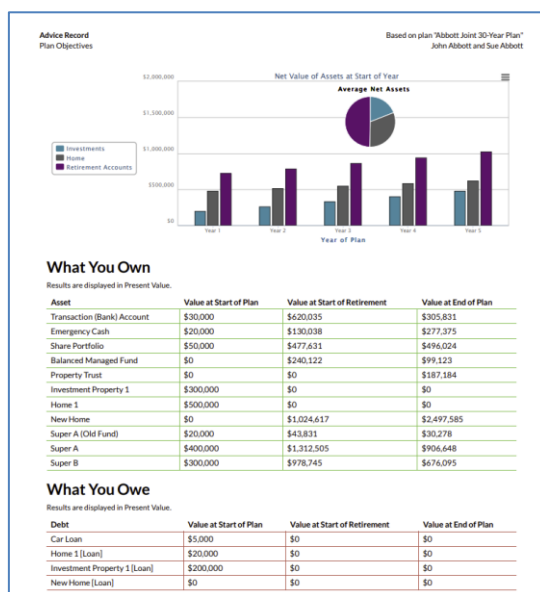 Advice Record
Plan Objectives
Based on plan "Abbott Joint 30-Year Plan"
John Abbott and Sue Abbott
Net Value of Assets at Start of Year
Average Net Assets
$2,000,000
$1,500,000
$1,000,000
$500,000
$0
Investments
Home
Retirement Accounts
Year 1 Year 2 Year 3 Year 4 Year 5
Year of Plan
What You Own
Results are displayed in Present Value.
Asset Value at Start of Plan Value at Start of Retirement Value at End of Plan
Transaction (Bank) Account $30,000 $620,035 $305,831
Emergency Cash $20,000 $130,038 $277,375
Share Portfolio $50,000 $477,631 $496,024
Balanced Managed Fund $0 $240,122 $99,123
Property Trust $0 $0 $187,184
Investment Property 1 $300,000 $0 $0
Home 1 $500,000 $0 $0
New Home $0 $1,024,617 $2,497,585
Super A (Old Fund) $20,000 $43,831 $30,278
Super A $400,000 $1,312,505 $906,648
Super B $300,000 $978,745 $676,095
What You Owe
Results are displayed in Present Value.
Debt Value at Start of Plan Value at Start of Retirement Value at End of Plan
Car Loan $5,000 $0 $0
Home 1 [Loan] $20,000 $0 $0
Investment Property 1 [Loan] $200,000 $0 $0
New Home [Loan] $0 $0 $0